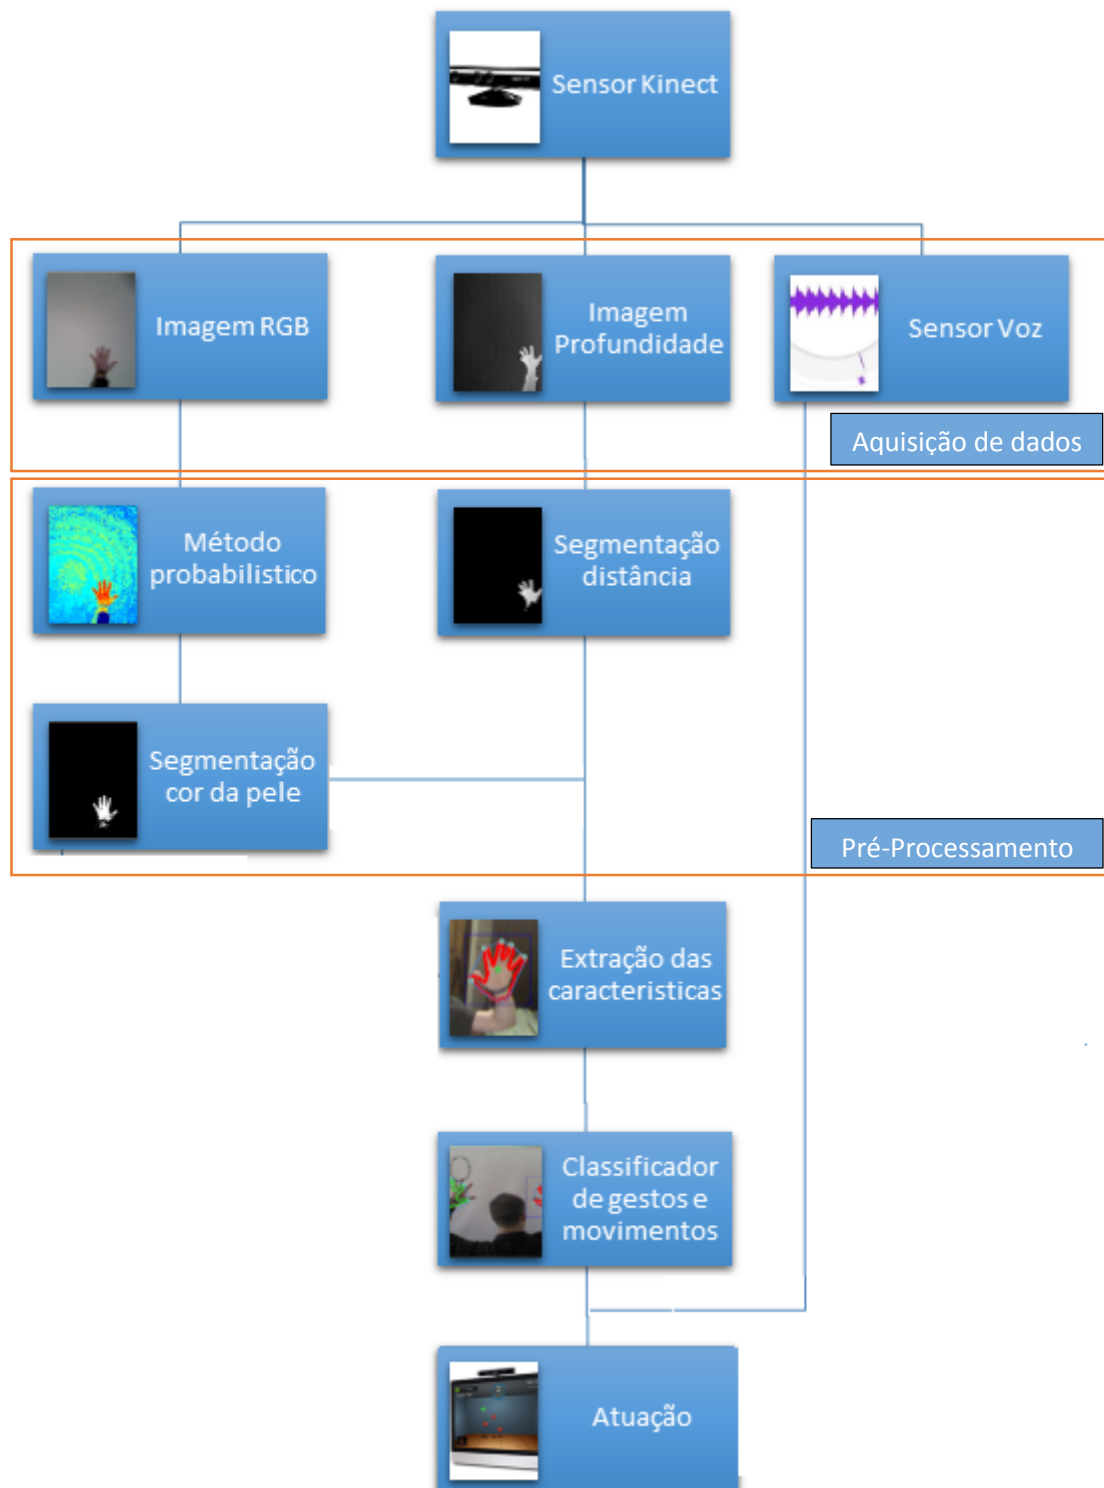 Sensor Kinect
Imagem RGB
Imagem
Profundidade
Sensor Voz
Aquisição de dados
Método
probabilistico
Segmentação
distância
Segmentação
cor da pele
Pré-Processamento
Extração das
caracteristicas
Classificador
de gestos e
movimentos
Atuação